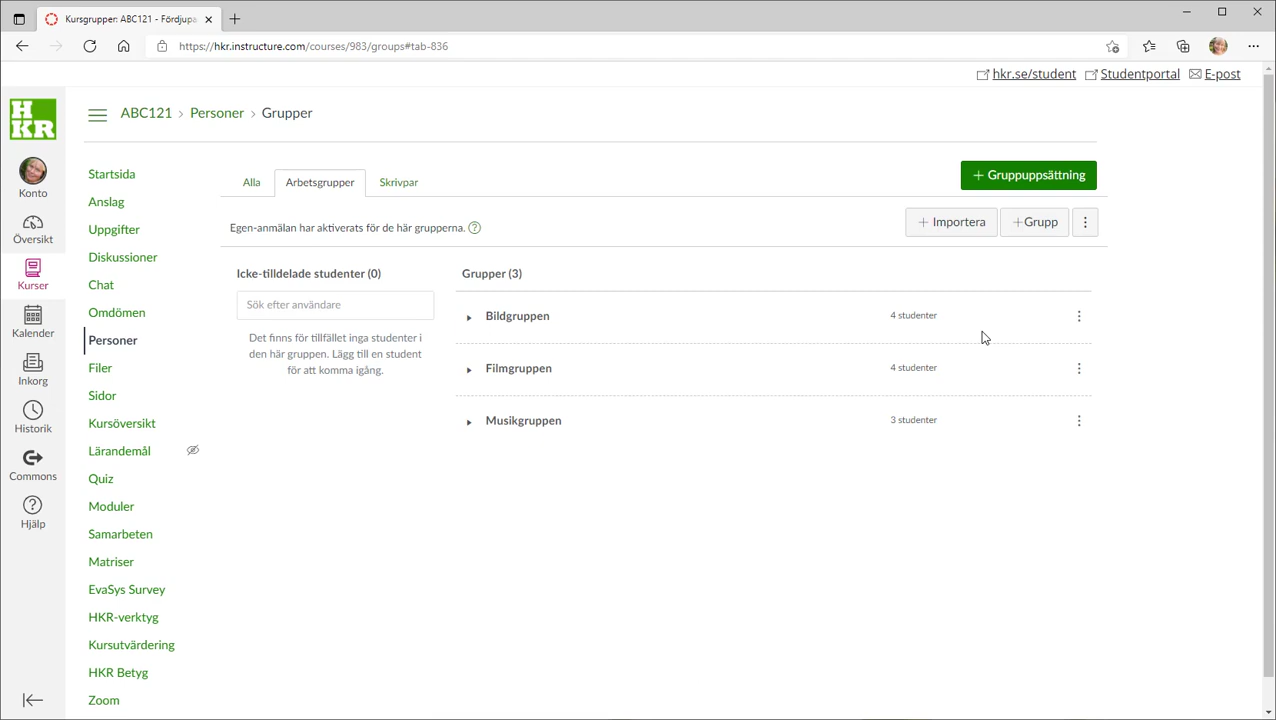 Kursgrupper: ABC121 - Fördjupa
https://hkr.instructure.com/courses/983/groups#tab-836
hkr.se/student Studentportal E-post
HKR
ABC121 › Personer › Grupper
Konto
Översikt
Kurser
Kalender
Inkorg
Historik
Commons
Hjälp
Startsida
Anslag
Uppgifter
Diskussioner
Chat
Omdömen
Personer
Filer
Sidor
Kursöversikt
Lärandemål
Quiz
Moduler
Samarbeten
Matriser
EvaSys Survey
HKR-verktyg
Kursutvärdering
HKR Betyg
Zoom
Alla Arbetsgrupper Skrivpar
+ Gruppuppsättning
Egen-anmälan har aktiverats för de här grupperna. ?
+ Importera +Grupp
Icke-tilldelade studenter (0)
Sök efter användare
Det finns för tillfället inga studenter i
den här gruppen. Lägg till en student
för att komma igång.
Grupper (3)
Bildgruppen 4 studenter
Filmgruppen 4 studenter
Musikgruppen 3 studenter